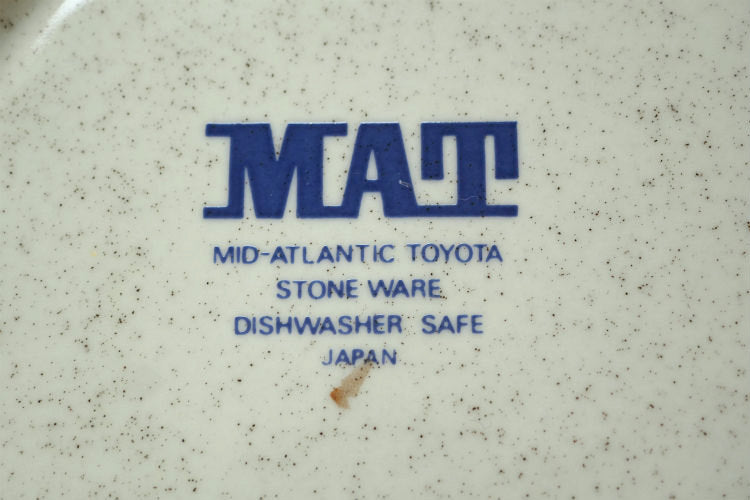 MAT
MID-ATLANTIC TOYOTA
STONE WARE
DISHWASHER SAFE
JAPAN